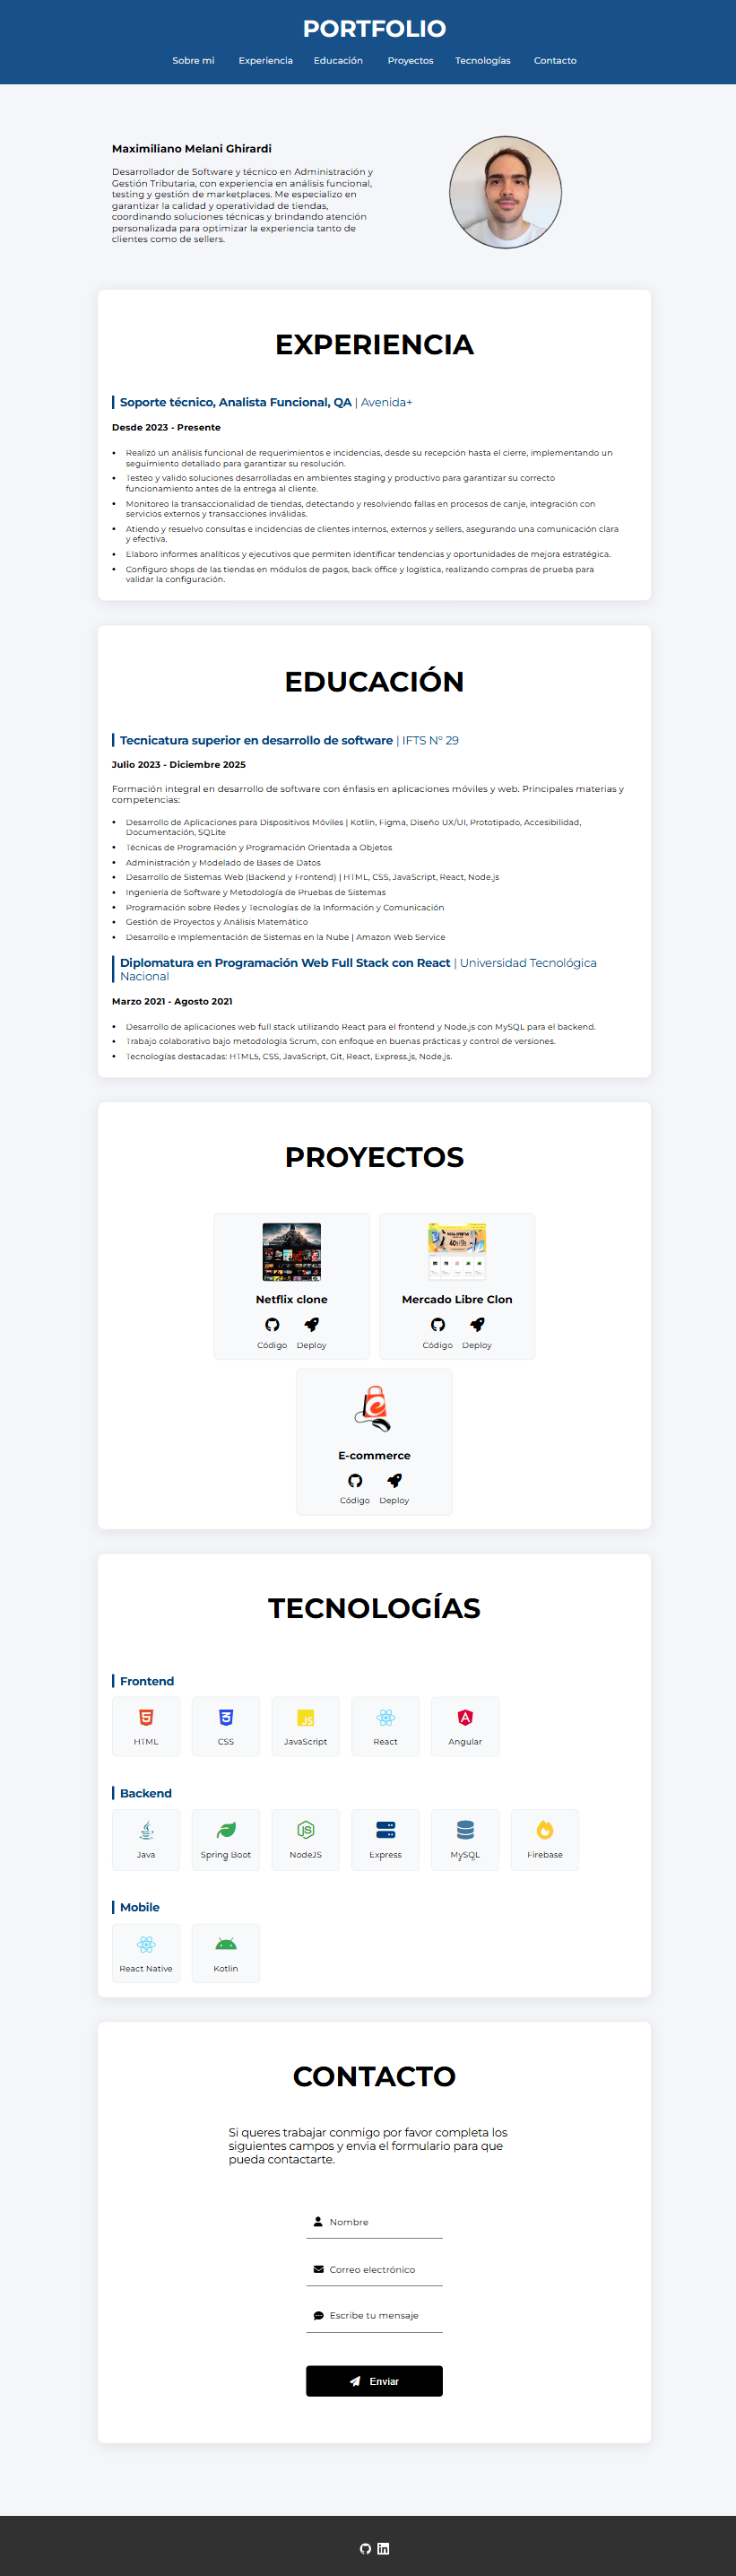 PORTFOLIO
Sobre mi Experiencia Educación Proyectos Tecnologías Contacto
Maximiliano Melani Ghirardi
Desarrollador de Software y técnico en Administración y
Gestión Tributaria, con experiencia en análisis funcional,
testing y gestión de marketplaces. Me especializo en
garantizar la calidad y operatividad de tiendas,
coordinando soluciones técnicas y brindando atención
personalizada para optimizar la experiencia tanto de
clientes como de sellers.
EXPERIENCIA
Soporte técnico, Analista Funcional, QA | Avenida+
Desde 2023 - Presente
• Realizó un análisis funcional de requerimientos e incidencias, desde su recepción hasta el cierre, implementando un
seguimiento detallado para garantizar su resolución.
• Testeo y valido soluciones desarrolladas en ambientes staging y productivo para garantizar su correcto
funcionamiento antes de la entrega al cliente.
• Monitoreo la transaccionalidad de tiendas, detectando y resolviendo fallas en procesos de canje, integración con
servicios externos y transacciones inválidas.
• Atiendo y resuelvo consultas e incidencias de clientes internos, externos y sellers, asegurando una comunicación clara
y efectiva.
• Elaboro informes analíticos y ejecutivos que permiten identificar tendencias y oportunidades de mejora estratégica.
• Configuro shops de las tiendas en módulos de pagos, back office y logística, realizando compras de prueba para
validar la configuración.
EDUCACIÓN
Tecnicatura superior en desarrollo de software | IFTS N° 29
Julio 2023 - Diciembre 2025
Formación integral en desarrollo de software con énfasis en aplicaciones móviles y web. Principales materias y
competencias:
• Desarrollo de Aplicaciones para Dispositivos Móviles | Kotlin, Figma, Diseño UX/UI, Prototipado, Accesibilidad,
Documentación, SQLite
• Técnicas de Programación y Programación Orientada a Objetos
• Administración y Modelado de Bases de Datos
• Desarrollo de Sistemas Web (Backend y Frontend) | HTML, CSS, JavaScript, React, Node.js
• Ingeniería de Software y Metodología de Pruebas de Sistemas
• Programación sobre Redes y Tecnologías de la Información y Comunicación
• Gestión de Proyectos y Análisis Matemático
• Desarrollo e Implementación de Sistemas en la Nube | Amazon Web Service
Diplomatura en Programación Web Full Stack con React | Universidad Tecnológica
Nacional
Marzo 2021 - Agosto 2021
• Desarrollo de aplicaciones web full stack utilizando React para el frontend y Node.js con MySQL para el backend.
• Trabajo colaborativo bajo metodología Scrum, con enfoque en buenas prácticas y control de versiones.
• Tecnologías destacadas: HTML5, CSS, JavaScript, Git, React, Express.js, Node.js.
PROYECTOS
Netflix clone Mercado Libre Clon
Código Deploy Código Deploy
E-commerce
Código Deploy
TECNOLOGÍAS
Frontend
HTML CSS JavaScript React Angular
Backend
Java Spring Boot NodeJS Express MySQL Firebase
Mobile
React Native Kotlin
CONTACTO
Si queres trabajar conmigo por favor completa los
siguientes campos y envia el formulario para que
pueda contactarte.
Nombre
Correo electrónico
Escribe tu mensaje
Enviar